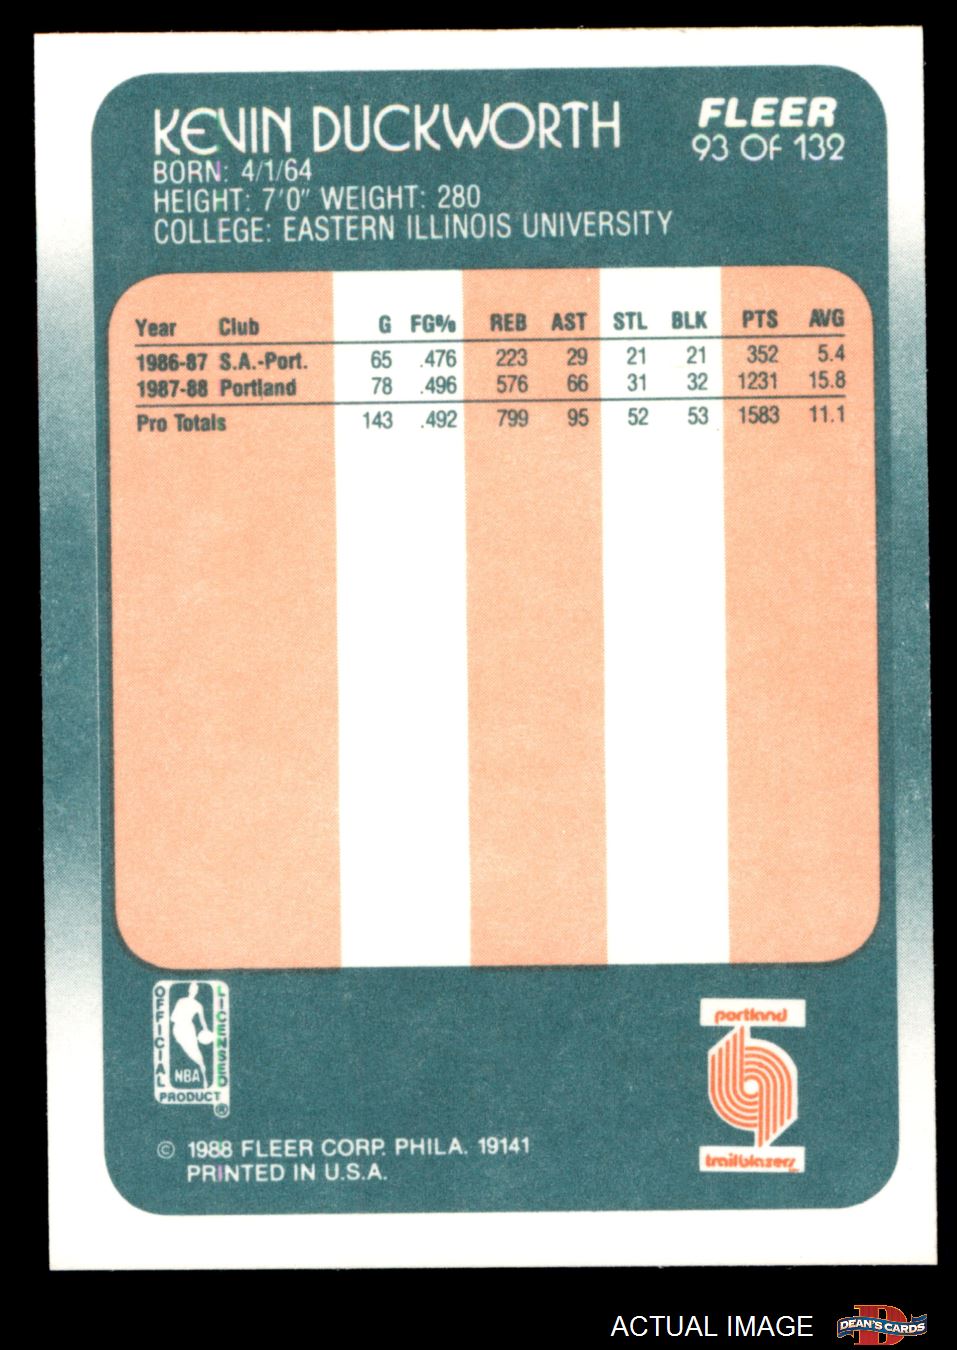 KEVIN DUCKWORTH
FLEER
93 OF 132
BORN: 4/1/64
HEIGHT: 7'0" WEIGHT: 280
COLLEGE: EASTERN ILLINOIS UNIVERSITY
Year Club G FG% REB AST STL BLK PTS AVG
1986-87 S.A.-Port. 65 .476 223 29 21 21 352 5.4
1987-88 Portland 78 .496 576 66 31 32 1231 15.8
Pro Totals 143 .492 799 95 52 53 1583 11.1
OFFICIAL LICENSED
NBA
PRODUCT
®
portland
trailblazers
© 1988 FLEER CORP. PHILA. 19141
PRINTED IN U.S.A.
ACTUAL IMAGE
D
DEAN'S CARDS